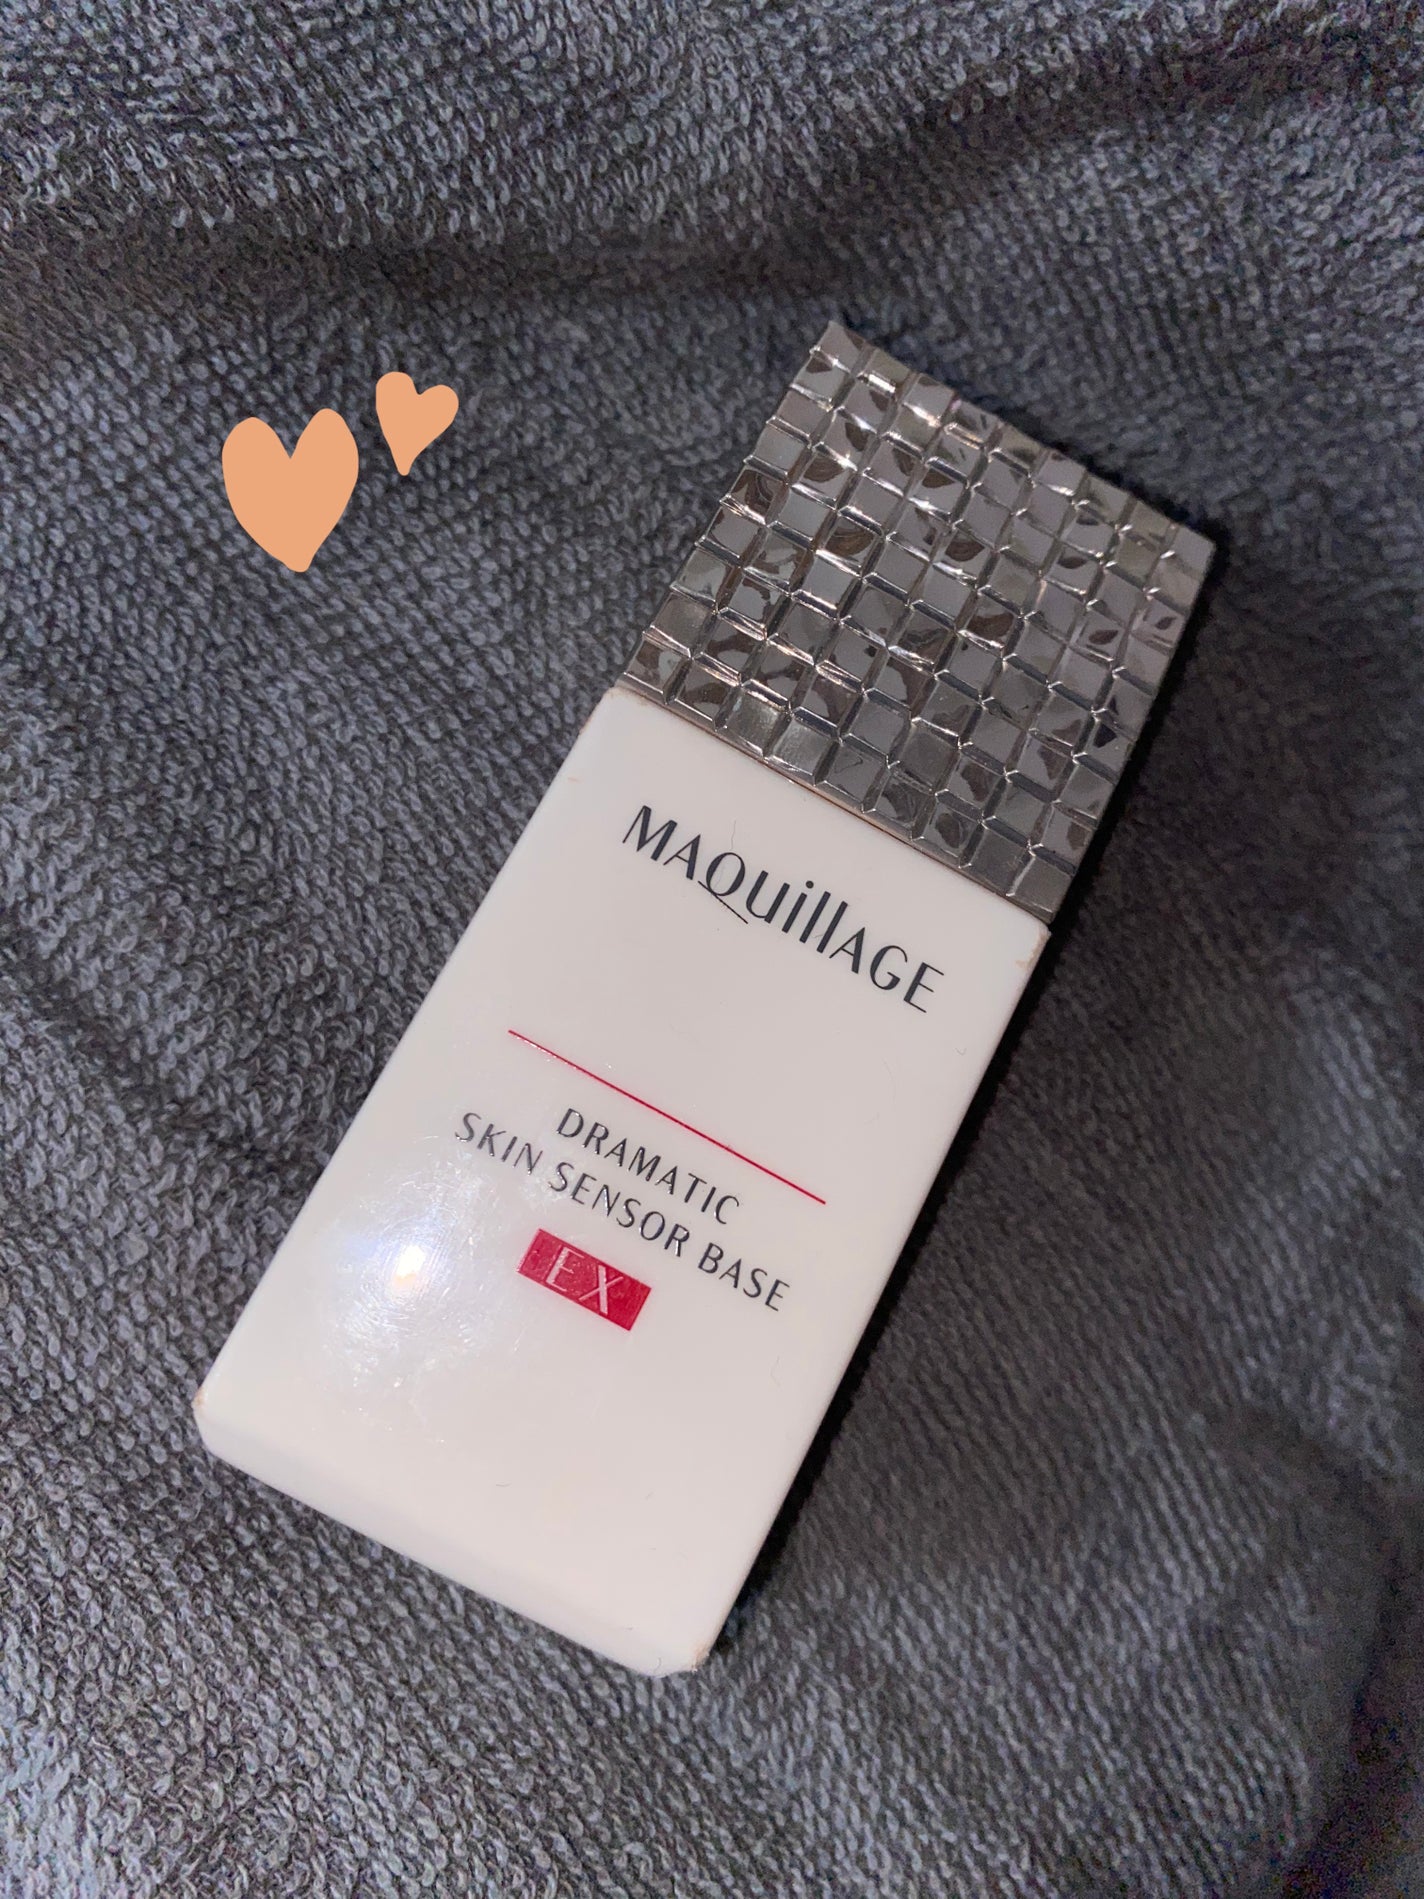 MAQuillAGE
DRAMATIC
SKIN SENSOR BASE
EX